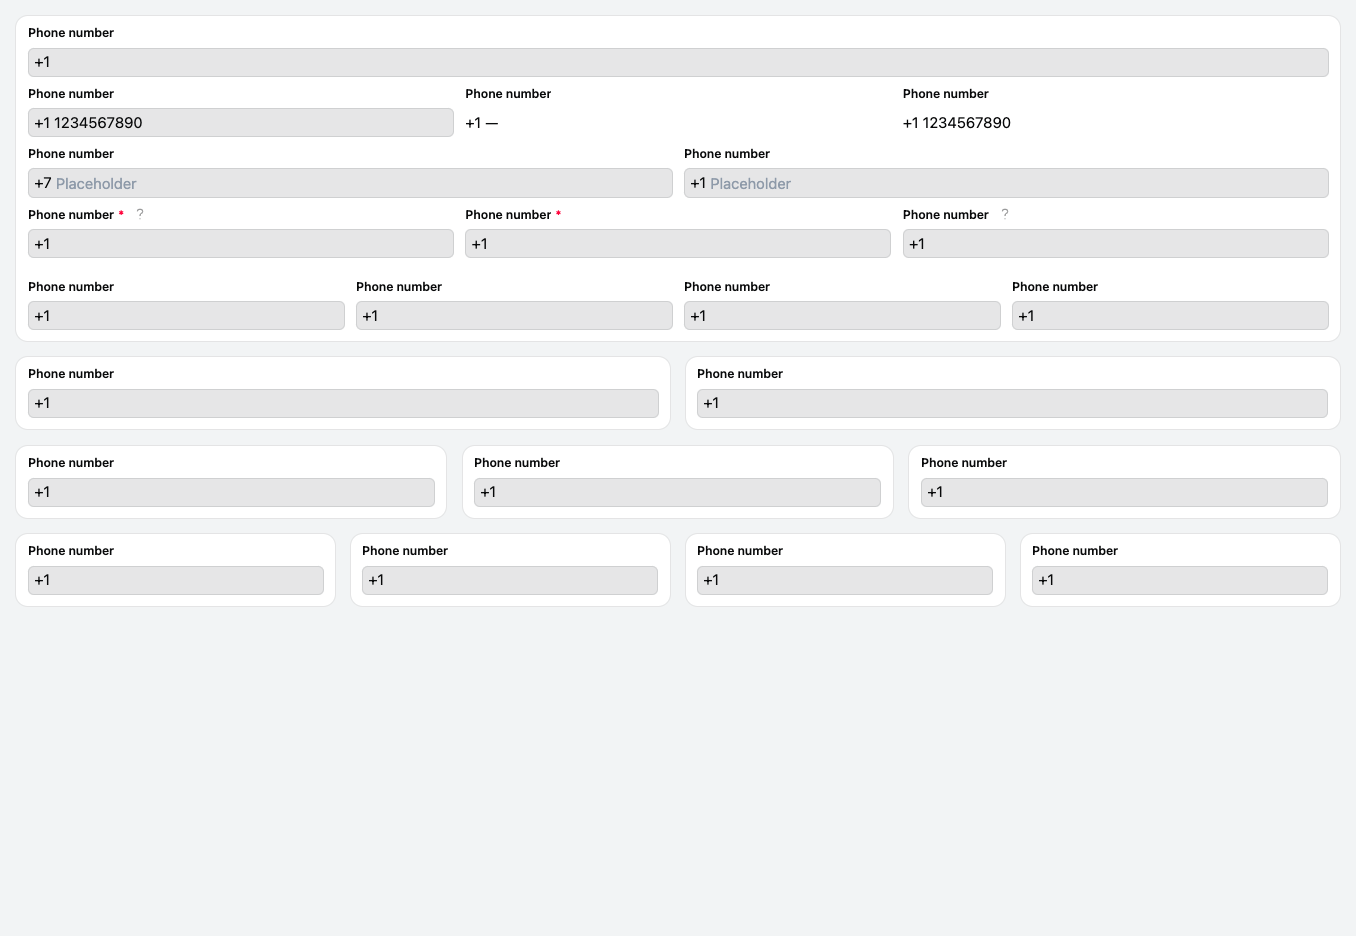 Phone number
+1
Phone number Phone number Phone number
+1 1234567890 +1 — +1 1234567890
Phone number Phone number
+7 Placeholder +1 Placeholder
Phone number * ? Phone number * Phone number ?
+1 +1 +1
Phone number Phone number Phone number Phone number
+1 +1 +1 +1
Phone number Phone number
+1 +1
Phone number Phone number Phone number
+1 +1 +1
Phone number Phone number Phone number Phone number
+1 +1 +1 +1